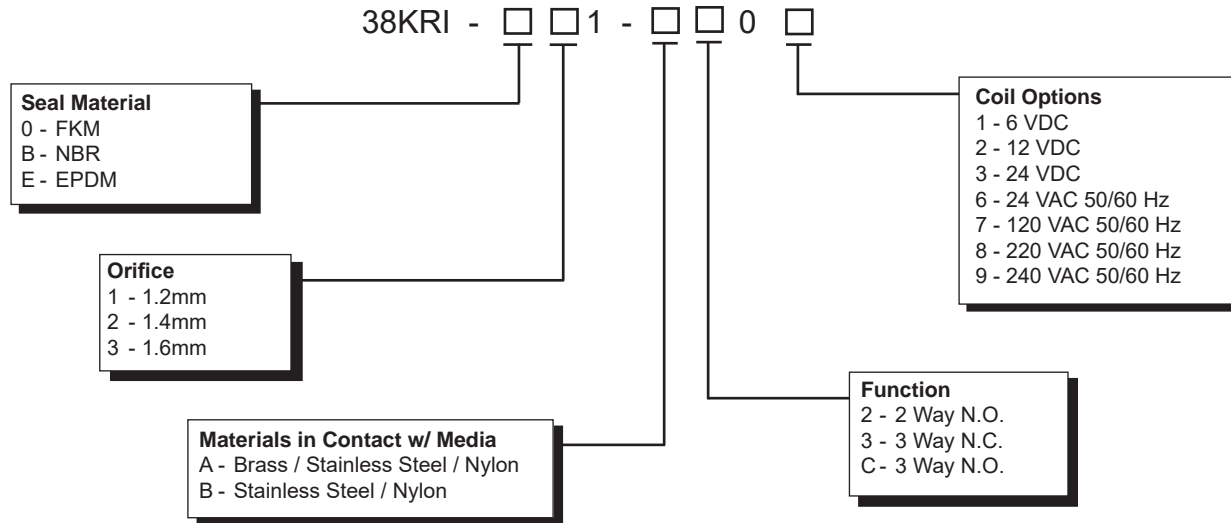 38KRI - □ □ 1 - □ □ 0 □
Seal Material
0 - FKM
B - NBR
E - EPDM
Orifice
1 - 1.2mm
2 - 1.4mm
3 - 1.6mm
Materials in Contact w/ Media
A - Brass / Stainless Steel / Nylon
B - Stainless Steel / Nylon
Coil Options
1 - 6 VDC
2 - 12 VDC
3 - 24 VDC
6 - 24 VAC 50/60 Hz
7 - 120 VAC 50/60 Hz
8 - 220 VAC 50/60 Hz
9 - 240 VAC 50/60 Hz
Function
2 - 2 Way N.O.
3 - 3 Way N.C.
C - 3 Way N.O.